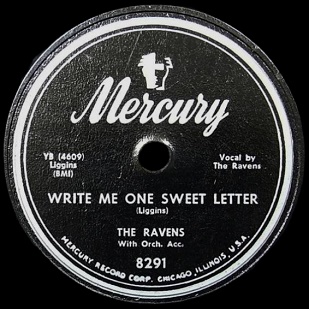 Mercury
YB (4609)
Liggins
(BMI)
Vocal by
The Ravens
WRITE ME ONE SWEET LETTER
(Liggins)
THE RAVENS
With Orch. Acc.
8291
MERCURY RECORD CORP. CHICAGO, ILLINOIS, U.S.A.